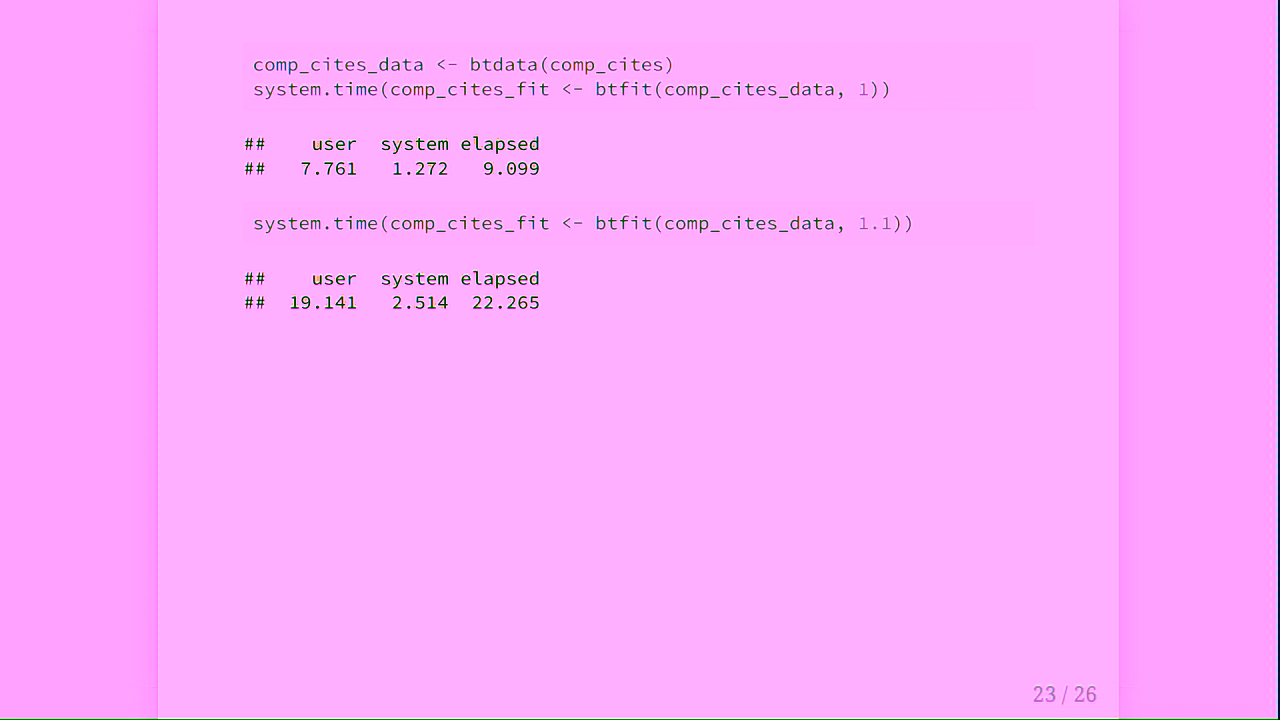 comp_cites_data <- btdata(comp_cites)
system.time(comp_cites_fit <- btfit(comp_cites_data, 1))
##    user  system elapsed
##   7.761   1.272   9.099
system.time(comp_cites_fit <- btfit(comp_cites_data, 1.1))
##    user  system elapsed
##  19.141   2.514  22.265
23 / 26